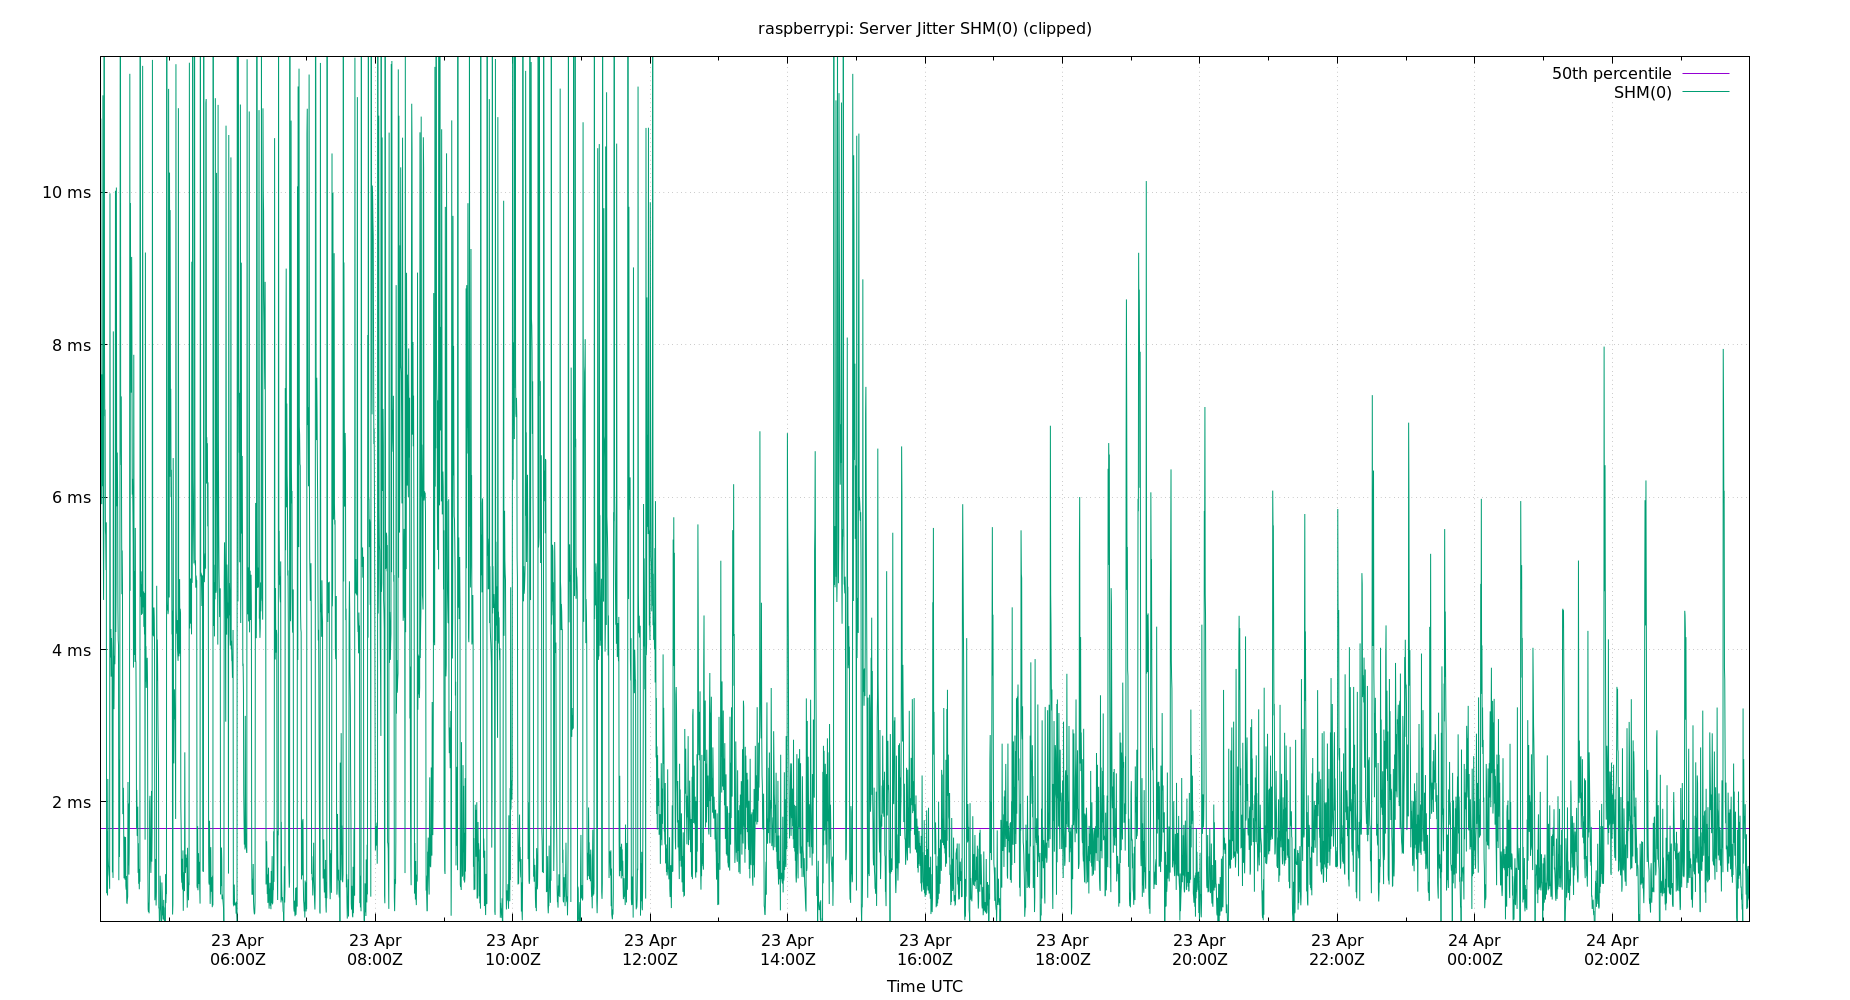 raspberrypi: Server Jitter SHM(0) (clipped)
50th percentile
SHM(0)
10 ms
8 ms
6 ms
4 ms
2 ms
23 Apr 23 Apr 23 Apr 23 Apr 23 Apr 23 Apr 23 Apr 23 Apr 23 Apr 24 Apr 24 Apr
06:00Z 08:00Z 10:00Z 12:00Z 14:00Z 16:00Z 18:00Z 20:00Z 22:00Z 00:00Z 02:00Z
Time UTC